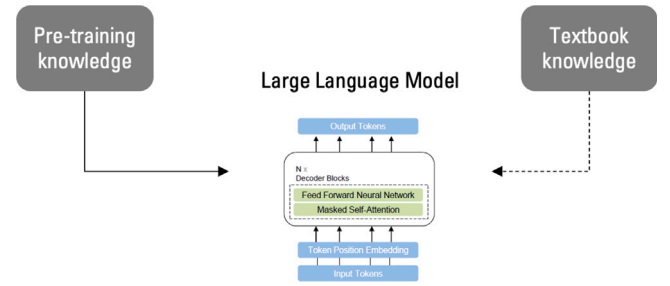 Pre-training
knowledge
Textbook
knowledge
Large Language Model
Output Tokens
N x
Decoder Blocks
Feed Forward Neural Network
Masked Self-Attention
Token Position Embedding
Input Tokens